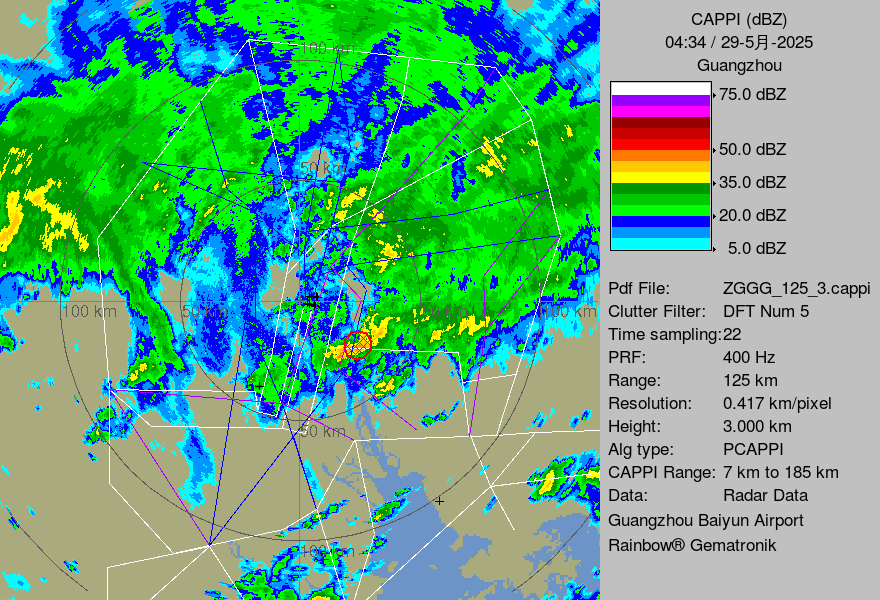 CAPPI (dBZ)
04:34 / 29-5月-2025
Guangzhou
75.0 dBZ
50.0 dBZ
35.0 dBZ
20.0 dBZ
5.0 dBZ
Pdf File: ZGGG_125_3.cappi
Clutter Filter: DFT Num 5
Time sampling:22
PRF: 400 Hz
Range: 125 km
Resolution: 0.417 km/pixel
Height: 3.000 km
Alg type: PCAPPI
CAPPI Range: 7 km to 185 km
Data: Radar Data
Guangzhou Baiyun Airport
Rainbow® Gematronik
100 km
50 km
100 km
50 km
50 km
100 km
50 km
100 km